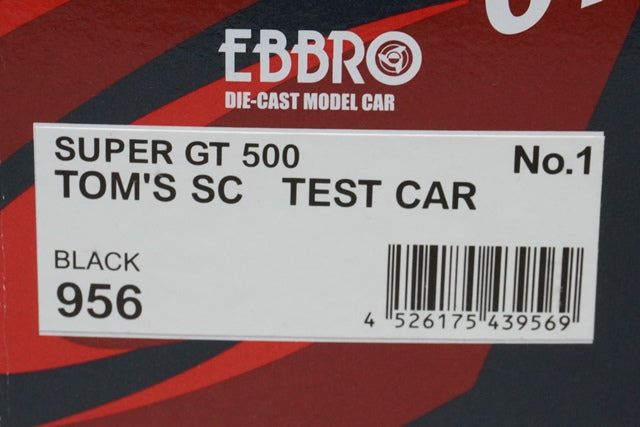 EBBRO
DIE-CAST MODEL CAR
SUPER GT 500 No.1
TOM'S SC TEST CAR
BLACK
956
4 526175 439569